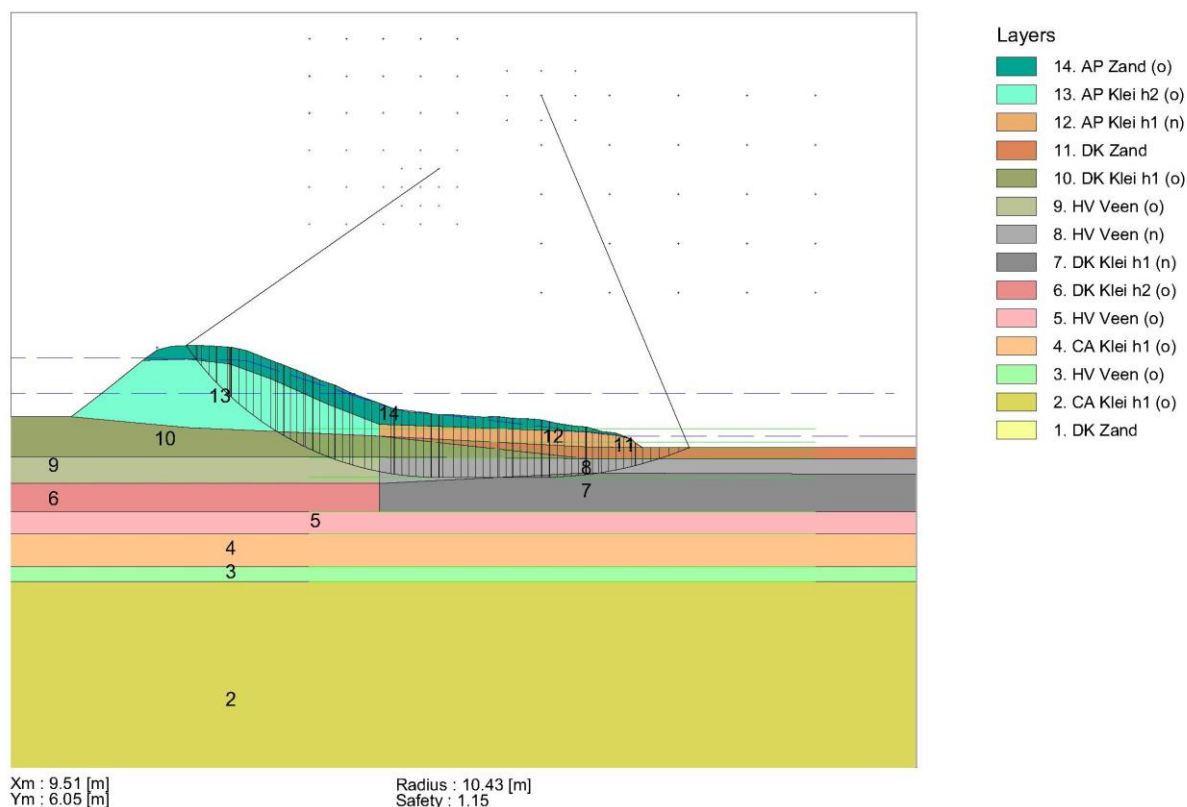 Layers
14. AP Zand (o)
13. AP Klei h2 (o)
12. AP Klei h1 (n)
11. DK Zand
10. DK Klei h1 (o)
9. HV Veen (o)
8. HV Veen (n)
7. DK Klei h1 (n)
6. DK Klei h2 (o)
5. HV Veen (o)
4. CA Klei h1 (o)
3. HV Veen (o)
2. CA Klei h1 (o)
1. DK Zand
13
14
10
12
11
9
8
7
6
5
4
3
2
Xm : 9.51 [m]
Ym : 6.05 [m]
Radius : 10.43 [m]
Safety : 1.15